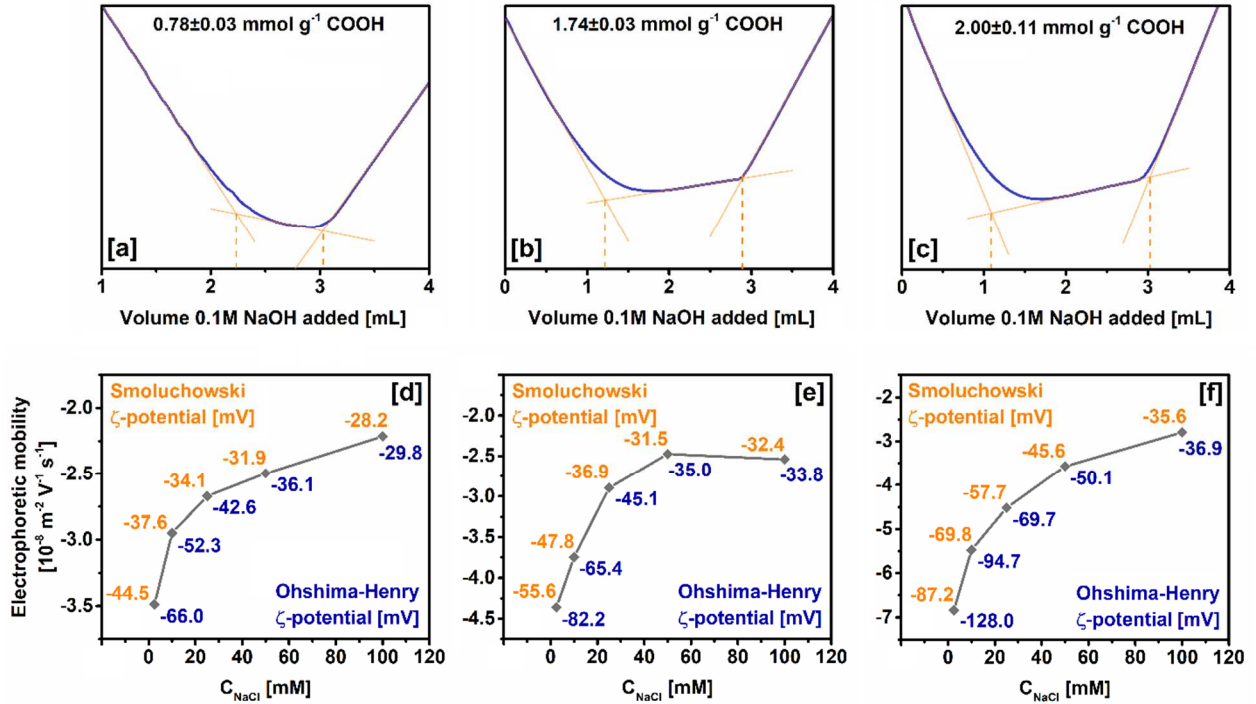 0.78±0.03 mmol g-1 COOH
[a]
1 2 3 4
Volume 0.1M NaOH added [mL]
1.74±0.03 mmol g-1 COOH
[b]
0 1 2 3 4
Volume 0.1M NaOH added [mL]
2.00±0.11 mmol g-1 COOH
[c]
0 1 2 3 4
Volume 0.1M NaOH added [mL]
Electrophoretic mobility
[10-8 m-2 V-1 s-1]
-2.0
-2.5
-3.0
-3.5
Smoluchowski
ζ-potential [mV]
[d]
-28.2
-31.9
-29.8
-34.1
-36.1
-37.6
-42.6
-52.3
-44.5
-66.0
Ohshima-Henry
ζ-potential [mV]
0 20 40 60 80 100 120
CNaCl [mM]
-2.0
-2.5
-3.0
-3.5
-4.0
-4.5
Smoluchowski
ζ-potential [mV]
[e]
-31.5
-32.4
-36.9
-35.0
-33.8
-45.1
-47.8
-65.4
-55.6
-82.2
Ohshima-Henry
ζ-potential [mV]
0 20 40 60 80 100 120
CNaCl [mM]
-2
-3
-4
-5
-6
-7
Smoluchowski
ζ-potential [mV]
[f]
-35.6
-45.6
-36.9
-57.7
-50.1
-69.8
-69.7
-94.7
-87.2
-128.0
Ohshima-Henry
ζ-potential [mV]
0 20 40 60 80 100 120
CNaCl [mM]